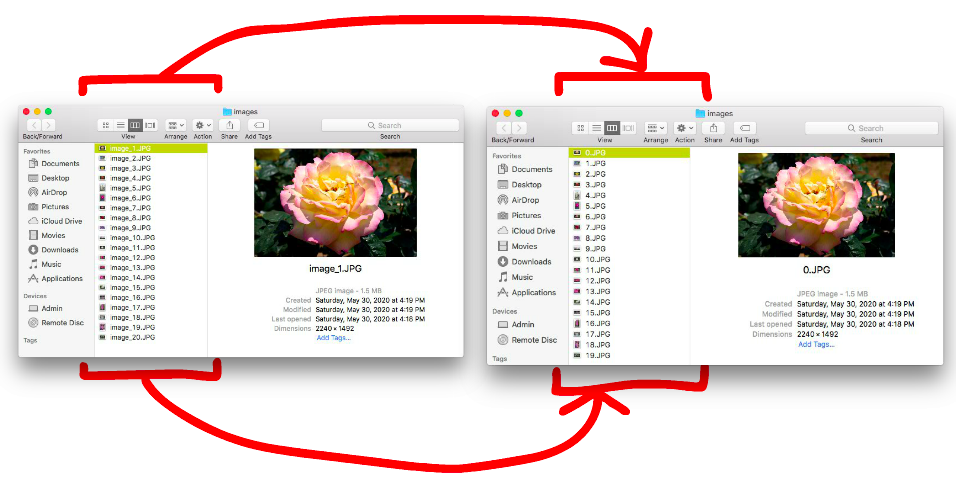 images
Search
Back/Forward View Arrange Action Share Add Tags Search
Favorites
Documents
Desktop
AirDrop
Pictures
iCloud Drive
Movies
Downloads
Music
Applications
Devices
Admin
Remote Disc
Tags
image_1.JPG
image_2.JPG
image_3.JPG
image_4.JPG
image_5.JPG
image_6.JPG
image_7.JPG
image_8.JPG
image_9.JPG
image_10.JPG
image_11.JPG
image_12.JPG
image_13.JPG
image_14.JPG
image_15.JPG
image_16.JPG
image_17.JPG
image_18.JPG
image_19.JPG
image_20.JPG
image_1.JPG
JPEG image - 1.5 MB
Created Saturday, May 30, 2020 at 4:19 PM
Modified Saturday, May 30, 2020 at 4:19 PM
Last opened Saturday, May 30, 2020 at 4:18 PM
Dimensions 2240 × 1492
Add Tags...
images
Search
Back/Forward View Arrange Action Share Add Tags Search
Favorites
Documents
Desktop
AirDrop
Pictures
iCloud Drive
Movies
Downloads
Music
Applications
Devices
Admin
Remote Disc
Tags
0.JPG
1.JPG
2.JPG
3.JPG
4.JPG
5.JPG
6.JPG
7.JPG
8.JPG
9.JPG
10.JPG
11.JPG
12.JPG
13.JPG
14.JPG
15.JPG
16.JPG
17.JPG
18.JPG
19.JPG
0.JPG
JPEG image - 1.5 MB
Created Saturday, May 30, 2020 at 4:19 PM
Modified Saturday, May 30, 2020 at 4:19 PM
Last opened Saturday, May 30, 2020 at 4:18 PM
Dimensions 2240 × 1492
Add Tags...